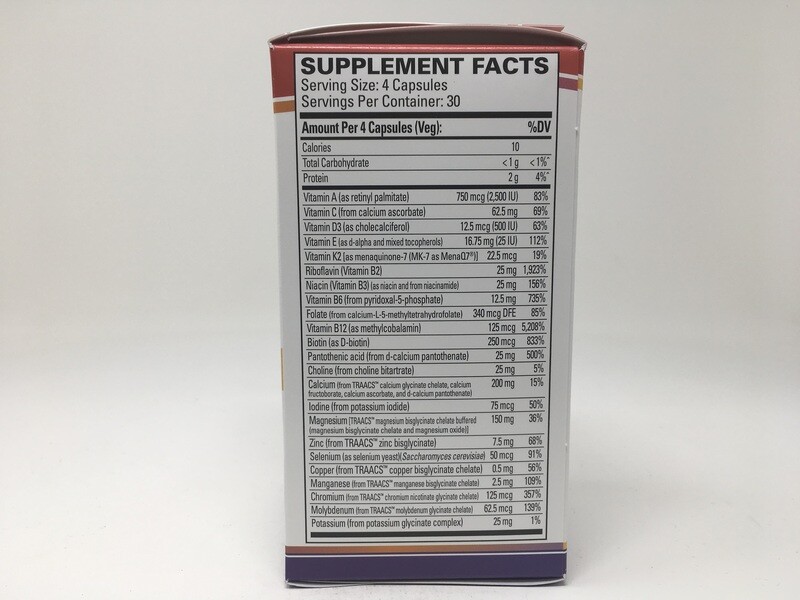 SUPPLEMENT FACTS
Serving Size: 4 Capsules
Servings Per Container: 30
Amount Per 4 Capsules (Veg): %DV
Calories 10
Total Carbohydrate <1 g <1%^
Protein 2 g 4%^
Vitamin A (as retinyl palmitate) 750 mcg (2,500 IU) 83%
Vitamin C (from calcium ascorbate) 62.5 mg 69%
Vitamin D3 (as cholecalciferol) 12.5 mcg (500 IU) 63%
Vitamin E (as d-alpha and mixed tocopherols) 16.75 mg (25 IU) 112%
Vitamin K2 [as menaquinone-7 (MK-7 as MenaQ7®)] 22.5 mcg 19%
Riboflavin (Vitamin B2) 25 mg 1,923%
Niacin (Vitamin B3) (as niacin and from niacinamide) 25 mg 156%
Vitamin B6 (from pyridoxal-5-phosphate) 12.5 mg 735%
Folate (from calcium-L-5-methyltetrahydrofolate) 340 mcg DFE 85%
Vitamin B12 (as methylcobalamin) 125 mcg 5,208%
Biotin (as D-biotin) 250 mcg 833%
Pantothenic acid (from d-calcium pantothenate) 25 mg 500%
Choline (from choline bitartrate) 25 mg 5%
Calcium (from TRAACS™ calcium glycinate chelate, calcium 200 mg 15%
fructoborate, calcium ascorbate, and d-calcium pantothenate)
Iodine (from potassium iodide) 75 mcg 50%
Magnesium [TRAACS™ magnesium bisglycinate chelate buffered 150 mg 36%
(magnesium bisglycinate chelate and magnesium oxide)]
Zinc (from TRAACS™ zinc bisglycinate) 7.5 mg 68%
Selenium (as selenium yeast)(Saccharomyces cerevisiae) 50 mcg 91%
Copper (from TRAACS™ copper bisglycinate chelate) 0.5 mg 56%
Manganese (from TRAACS™ manganese bisglycinate chelate) 2.5 mg 109%
Chromium (from TRAACS™ chromium nicotinate glycinate chelate) 125 mcg 357%
Molybdenum (from TRAACS™ molybdenum glycinate chelate) 62.5 mcg 139%
Potassium (from potassium glycinate complex) 25 mg 1%